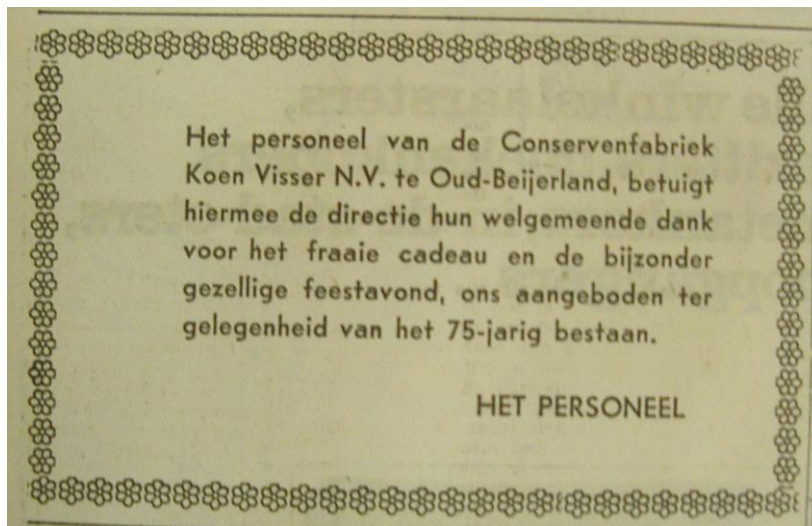 Het personeel van de Conservenfabriek
Koen Visser N.V. te Oud-Beijerland, betuigt
hiermee de directie hun welgemeende dank
voor het fraaie cadeau en de bijzonder
gezellige feestavond, ons aangeboden ter
gelegenheid van het 75-jarig bestaan.
HET PERSONEEL